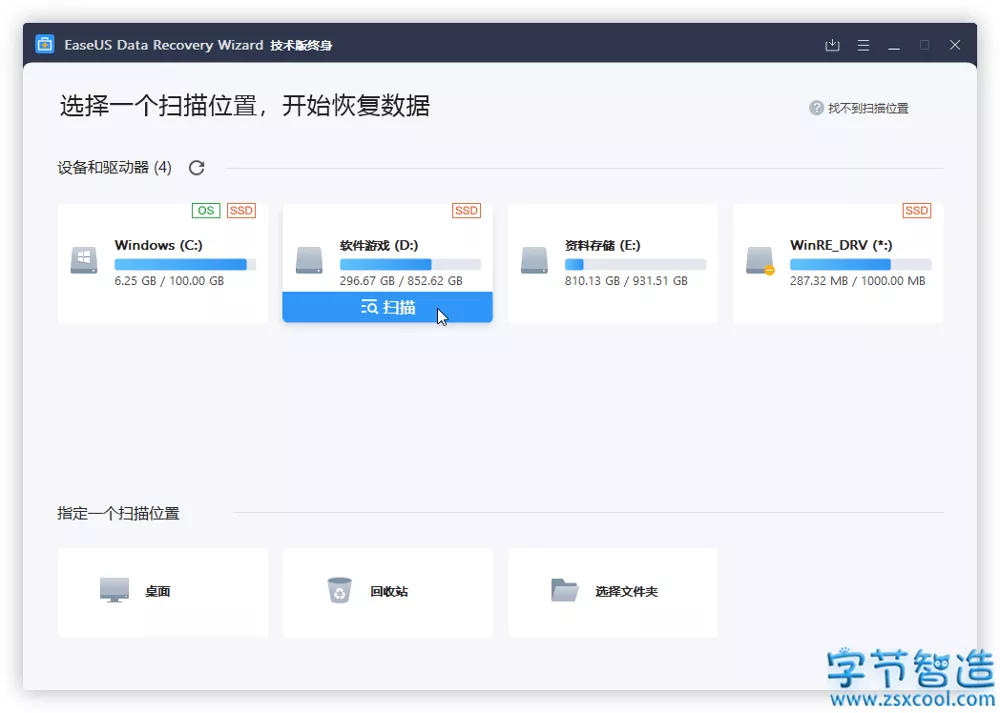 EaseUS Data Recovery Wizard 技术版终身
选择一个扫描位置，开始恢复数据
找不到扫描位置
设备和驱动器 (4)
OS SSD
Windows (C:)
6.25 GB / 100.00 GB
SSD
软件游戏 (D:)
296.67 GB / 852.62 GB
扫描
资料存储 (E:)
810.13 GB / 931.51 GB
SSD
WinRE_DRV (*:)
287.32 MB / 1000.00 MB
指定一个扫描位置
桌面
回收站
选择文件夹
字节智造
www.zsxcool.com